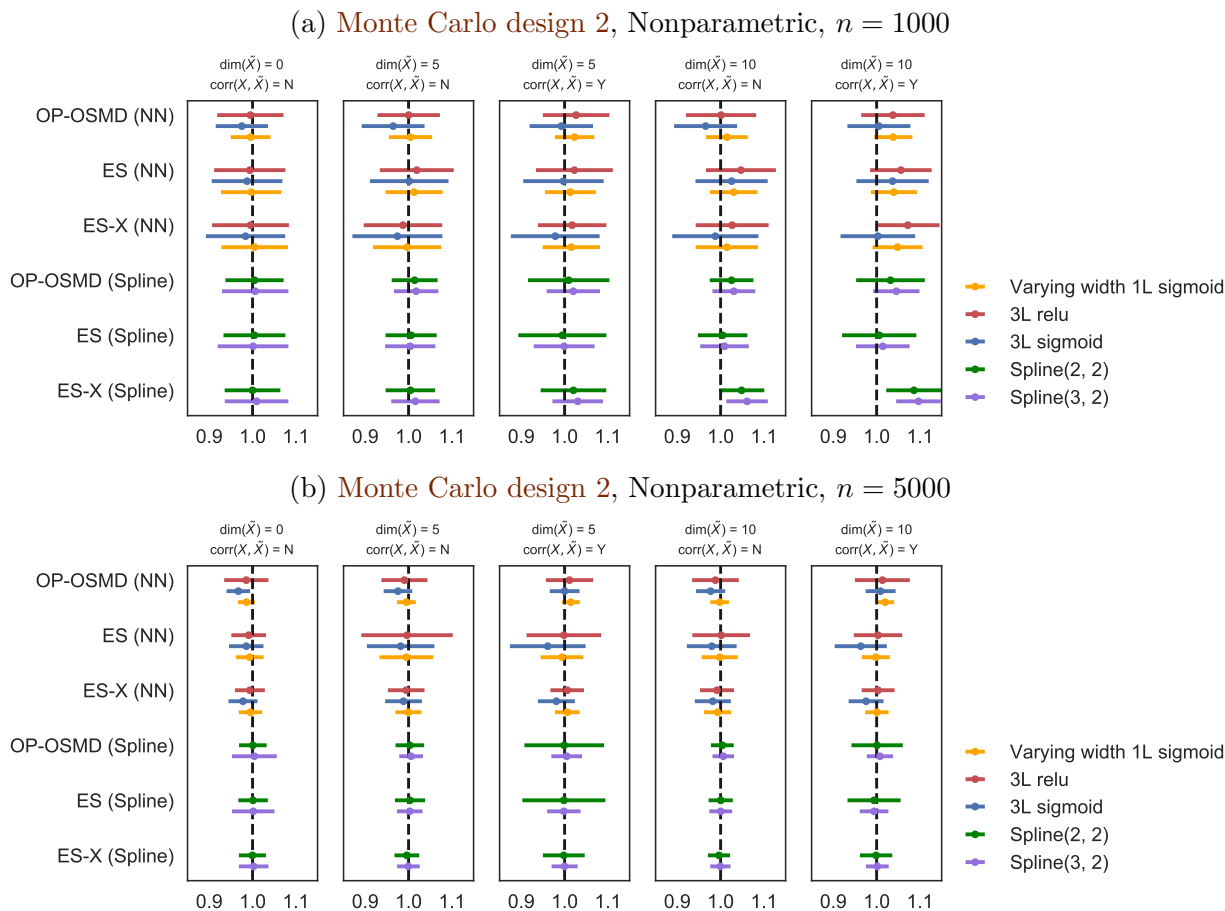 (a) Monte Carlo design 2, Nonparametric, n = 1000
dim(X̃) = 0
corr(X, X̃) = N
dim(X̃) = 5
corr(X, X̃) = N
dim(X̃) = 5
corr(X, X̃) = Y
dim(X̃) = 10
corr(X, X̃) = N
dim(X̃) = 10
corr(X, X̃) = Y
OP-OSMD (NN)
ES (NN)
ES-X (NN)
OP-OSMD (Spline)
ES (Spline)
ES-X (Spline)
0.9 1.0 1.1
0.9 1.0 1.1
0.9 1.0 1.1
0.9 1.0 1.1
0.9 1.0 1.1
Varying width 1L sigmoid
3L relu
3L sigmoid
Spline(2, 2)
Spline(3, 2)
(b) Monte Carlo design 2, Nonparametric, n = 5000
dim(X̃) = 0
corr(X, X̃) = N
dim(X̃) = 5
corr(X, X̃) = N
dim(X̃) = 5
corr(X, X̃) = Y
dim(X̃) = 10
corr(X, X̃) = N
dim(X̃) = 10
corr(X, X̃) = Y
OP-OSMD (NN)
ES (NN)
ES-X (NN)
OP-OSMD (Spline)
ES (Spline)
ES-X (Spline)
0.9 1.0 1.1
0.9 1.0 1.1
0.9 1.0 1.1
0.9 1.0 1.1
0.9 1.0 1.1
Varying width 1L sigmoid
3L relu
3L sigmoid
Spline(2, 2)
Spline(3, 2)